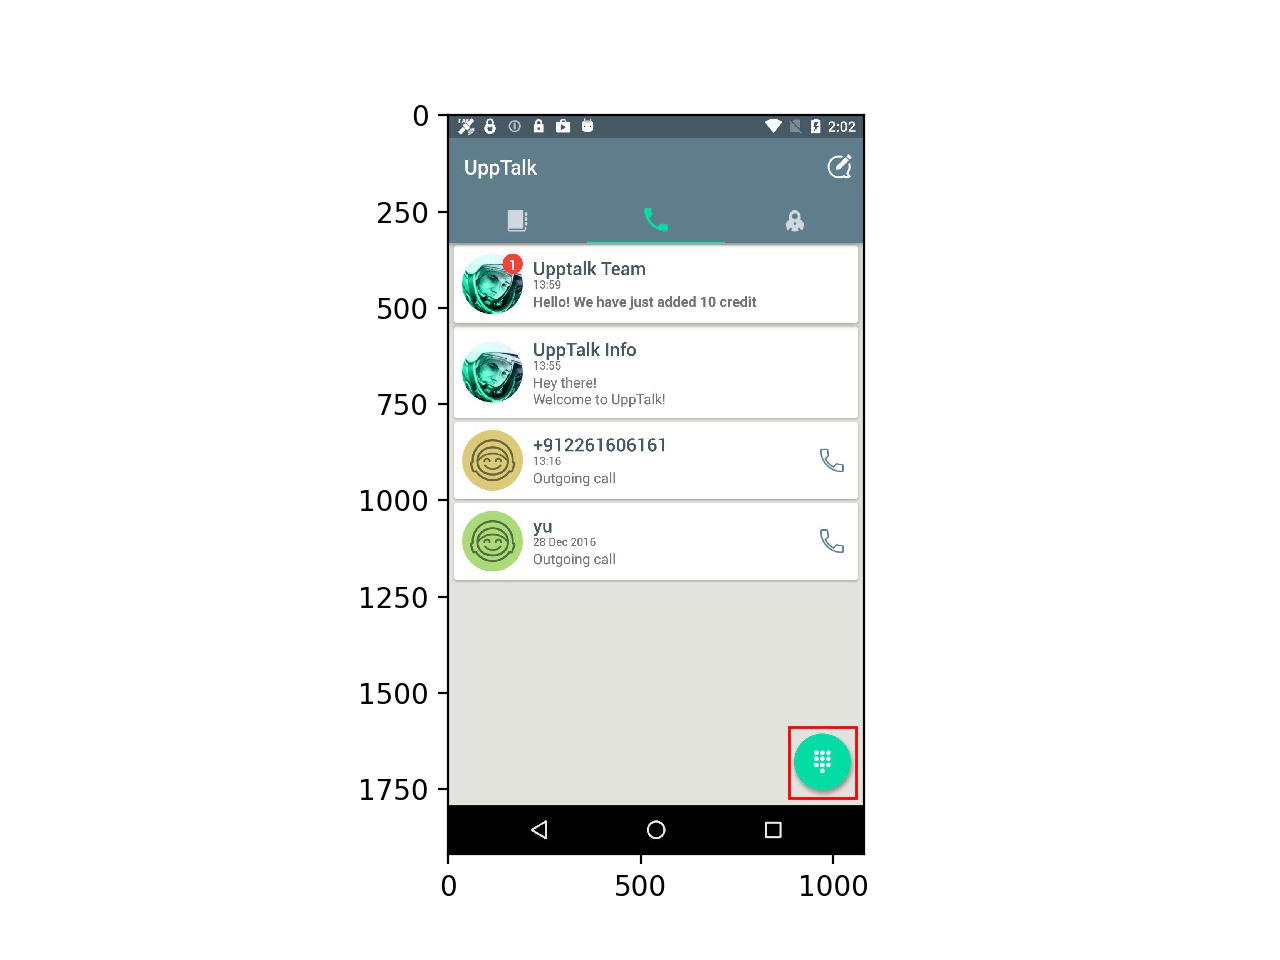 0
250
500
750
1000
1250
1500
1750
2:02
UppTalk
1
Upptalk Team
13:59
Hello! We have just added 10 credit
UppTalk Info
13:55
Hey there!
Welcome to UppTalk!
+912261606161
13:16
Outgoing call
yu
28 Dec 2016
Outgoing call
0
500
1000